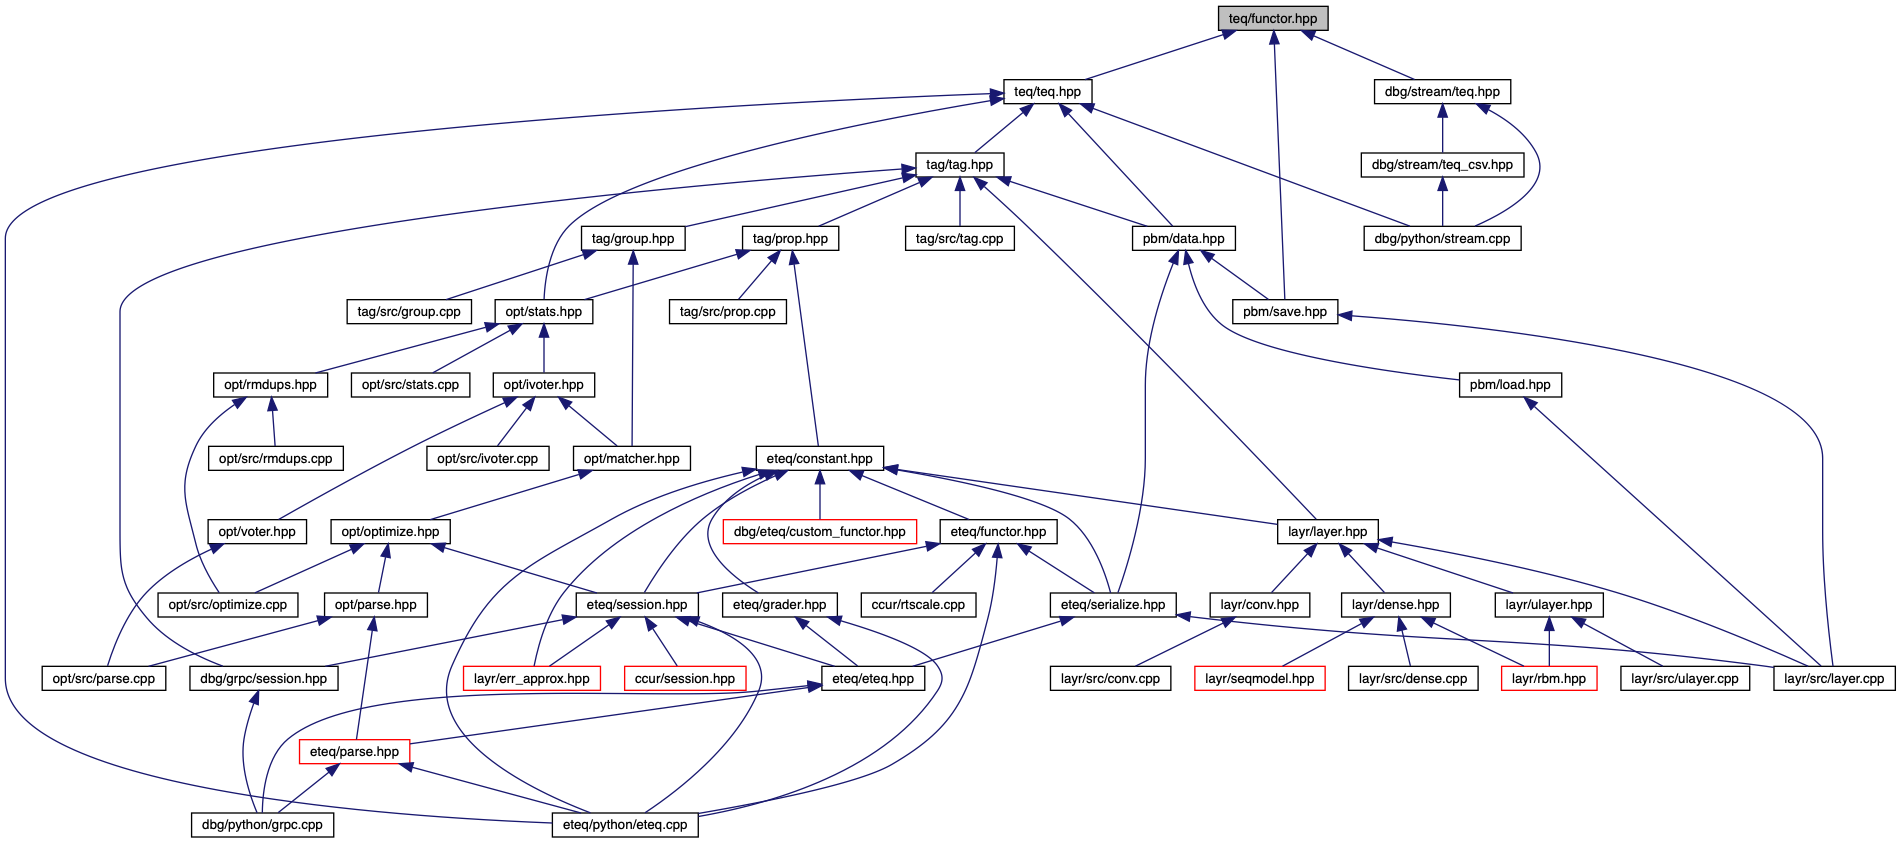 teq/functor.hpp
teq/teq.hpp
dbg/stream/teq.hpp
tag/tag.hpp
dbg/stream/teq_csv.hpp
tag/group.hpp
tag/prop.hpp
tag/src/tag.cpp
pbm/data.hpp
dbg/python/stream.cpp
tag/src/group.cpp
opt/stats.hpp
tag/src/prop.cpp
pbm/save.hpp
opt/rmdups.hpp
opt/src/stats.cpp
opt/ivoter.hpp
pbm/load.hpp
opt/src/rmdups.cpp
opt/src/ivoter.cpp
opt/matcher.hpp
eteq/constant.hpp
opt/voter.hpp
opt/optimize.hpp
dbg/eteq/custom_functor.hpp
eteq/functor.hpp
layr/layer.hpp
opt/src/optimize.cpp
opt/parse.hpp
eteq/session.hpp
eteq/grader.hpp
ccur/rtscale.cpp
eteq/serialize.hpp
layr/conv.hpp
layr/dense.hpp
layr/ulayer.hpp
opt/src/parse.cpp
dbg/grpc/session.hpp
layr/err_approx.hpp
ccur/session.hpp
eteq/eteq.hpp
layr/src/conv.cpp
layr/seqmodel.hpp
layr/src/dense.cpp
layr/rbm.hpp
layr/src/ulayer.cpp
layr/src/layer.cpp
eteq/parse.hpp
dbg/python/grpc.cpp
eteq/python/eteq.cpp